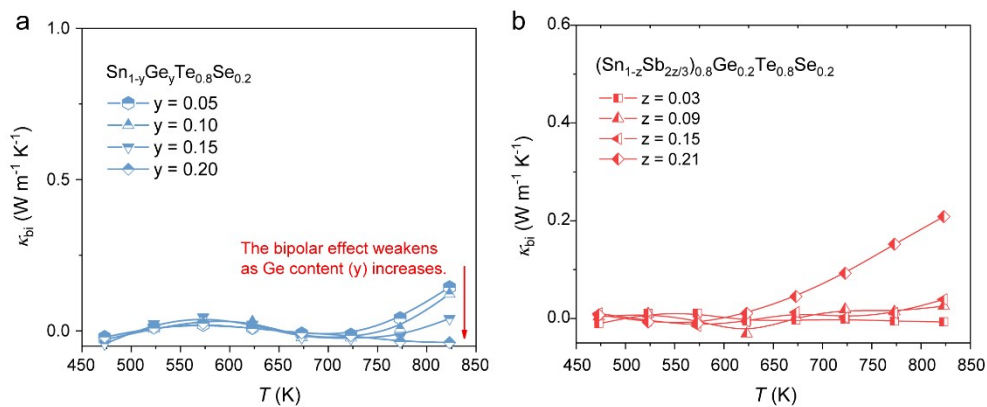 a
1.0
0.5
0.0
κbi (W m-1 K-1)
Sn1-yGeyTe0.8Se0.2
y = 0.05
y = 0.10
y = 0.15
y = 0.20
The bipolar effect weakens
as Ge content (y) increases.
450 500 550 600 650 700 750 800 850
T (K)
b
0.6
0.4
0.2
0.0
κbi (W m-1 K-1)
(Sn1-zSb2z/3)0.8Ge0.2Te0.8Se0.2
z = 0.03
z = 0.09
z = 0.15
z = 0.21
450 500 550 600 650 700 750 800 850
T (K)